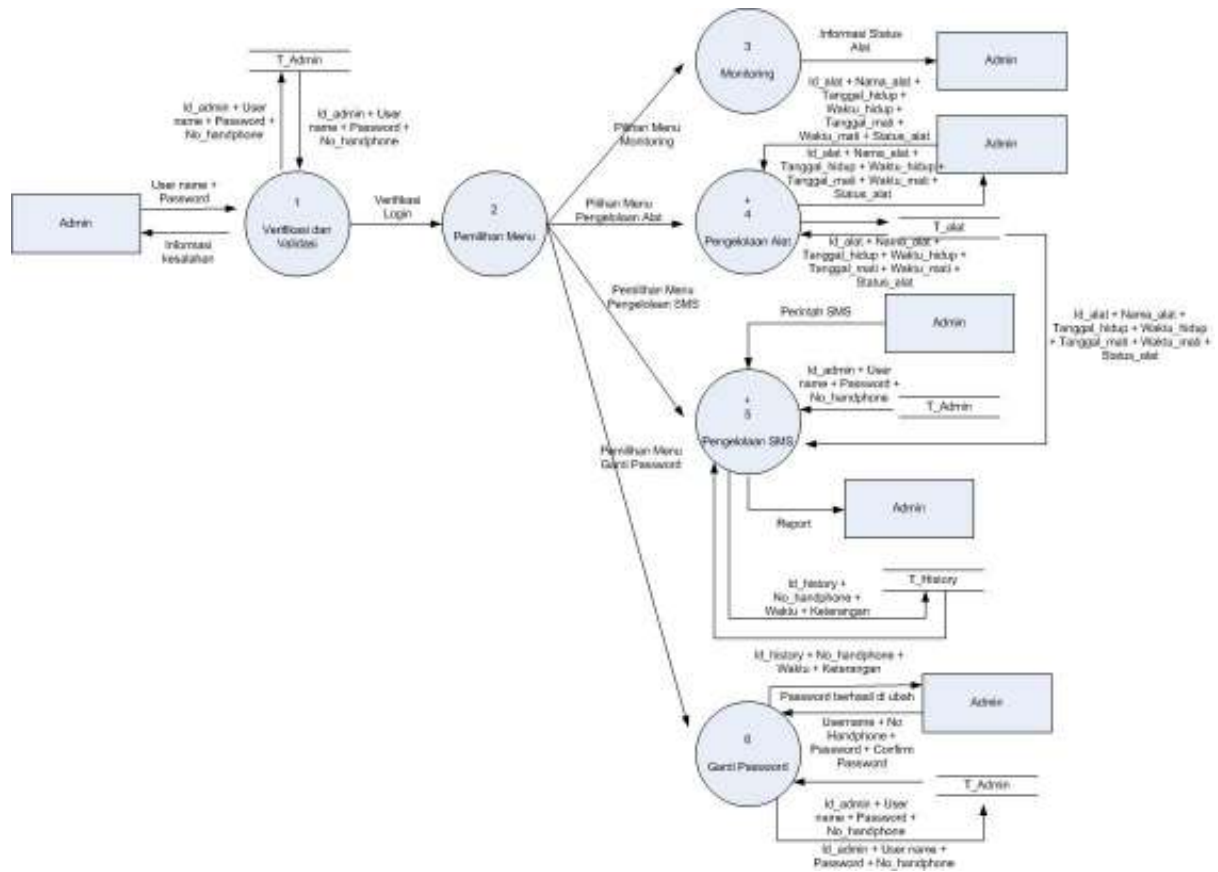 T_Admin
Id_admin + User
name + Password +
No_handphone
Id_admin + User
name + Password +
No_handphone
Admin
User name +
Password
Informasi
kesalahan
1
Verifikasi dan
Validasi
Verifikasi
Login
2
Pemilihan Menu
Pilihan Menu
Monitoring
Pilihan Menu
Pengelolaan Alat
Pemilihan Menu
Pengelolaan SMS
Pemilihan Menu
Ganti Password
3
Monitoring
Informasi Status
Alat
Admin
Id_alat + Nama_alat +
Tanggal_hidup +
Waktu_hidup +
Tanggal_mati +
Waktu_mati + Status_alat
Id_alat + Nama_alat +
Tanggal_hidup + Waktu_hidup +
Tanggal_mati + Waktu_mati +
Status_alat
Admin
+
4
Pengelolaan Alat
T_alat
Id_alat + Nama_alat +
Tanggal_hidup + Waktu_hidup +
Tanggal_mati + Waktu_mati +
Status_alat
Id_alat + Nama_alat +
Tanggal_hidup + Waktu_hidup
+ Tanggal_mati + Waktu_mati +
Status_alat
Perintah SMS
Admin
Id_admin + User
name + Password +
No_handphone
T_Admin
+
5
Pengelolaan SMS
Report
Admin
T_History
Id_history +
No_handphone +
Waktu + Keterangan
Id_history + No_handphone +
Waktu + Keterangan
Password berhasil di ubah
Admin
Username + No
Handphone +
Password + Confirm
Password
6
Ganti Password
T_Admin
Id_admin + User
name + Password +
No_handphone
Id_admin + User name +
Password + No_handphone